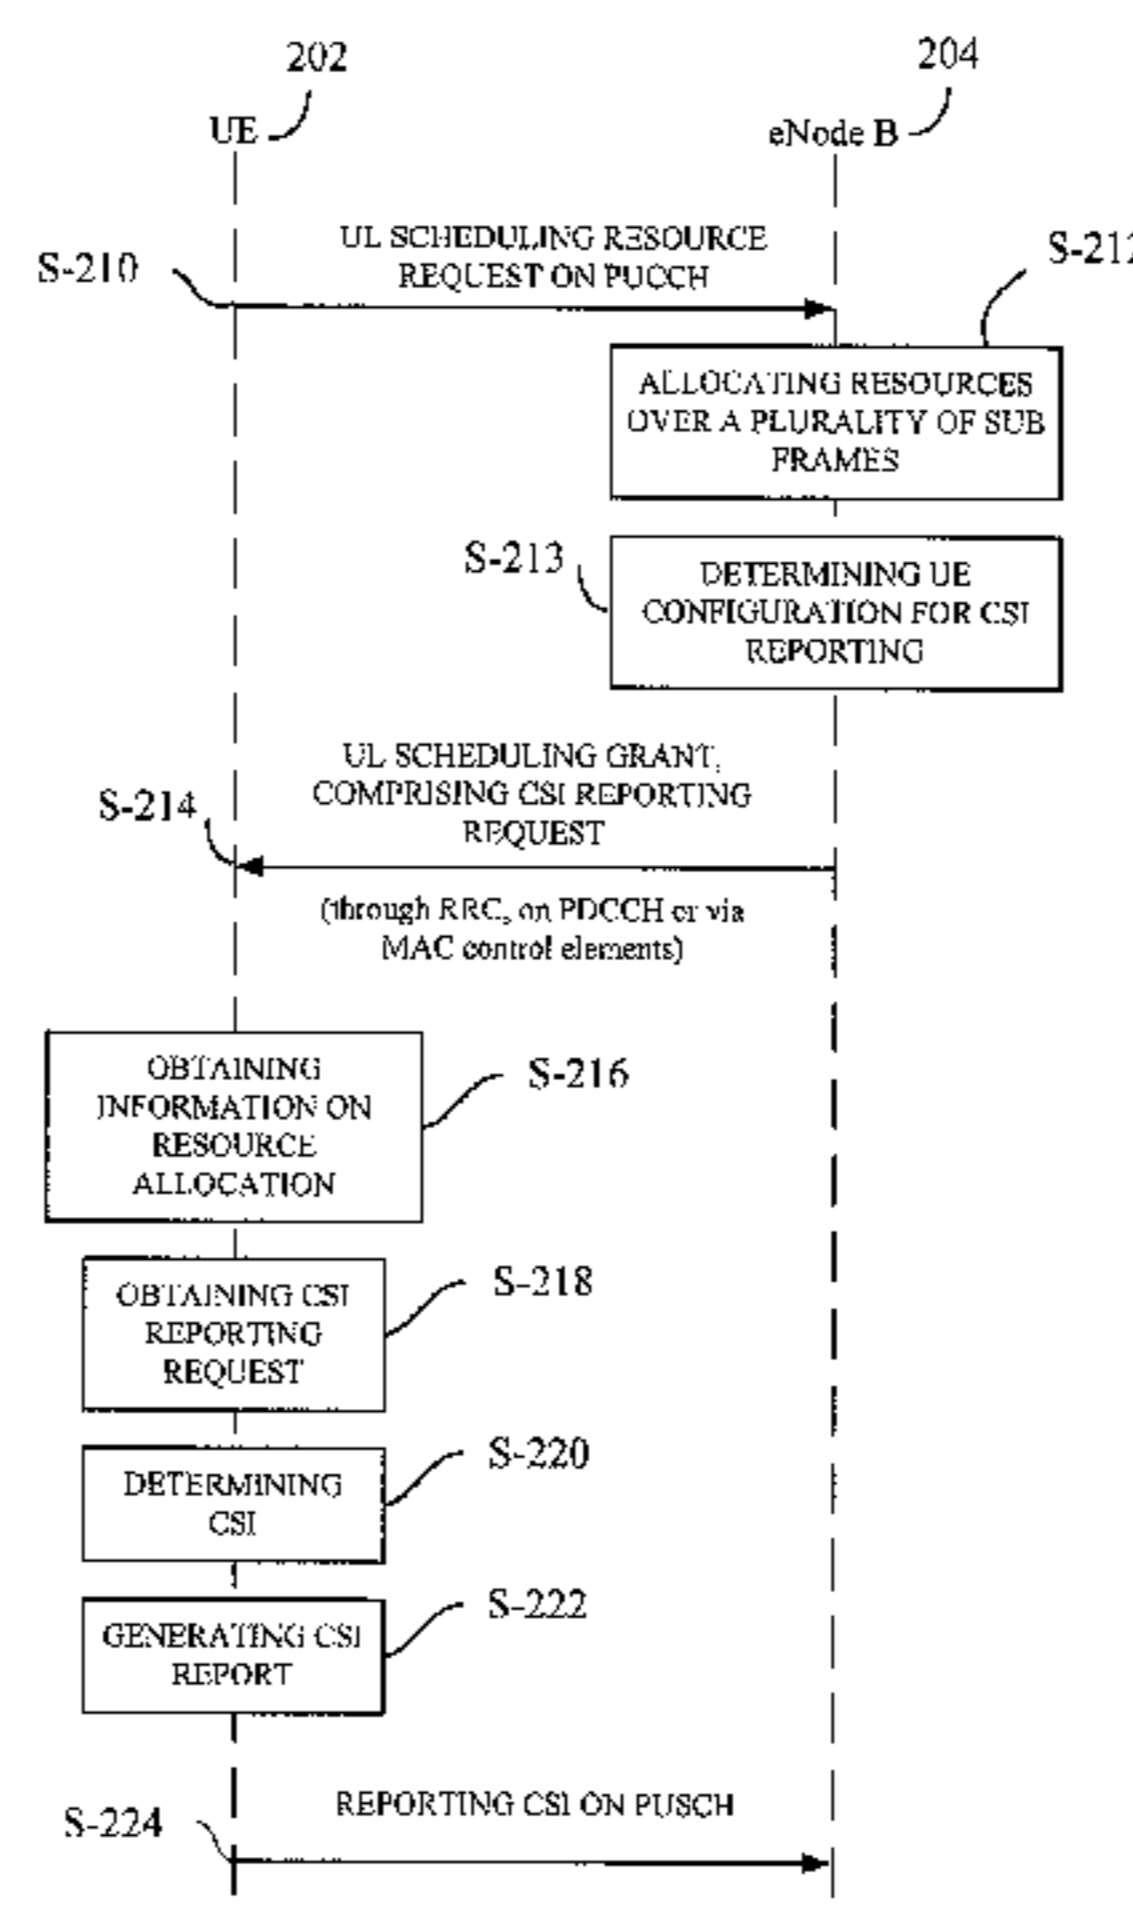 202
204
UE
eNode B
UL SCHEDULING RESOURCE
REQUEST ON PUCCH
S-210
S-212
ALLOCATING RESOURCES
OVER A PLURALITY OF SUB
FRAMES
S-213
DETERMINING UE
CONFIGURATION FOR CSI
REPORTING
UL SCHEDULING GRANT,
COMPRISING CSI REPORTING
REQUEST
S-214
(through RRC, on PDCCH or via
MAC control elements)
OBTAINING
INFORMATION ON
RESOURCE
ALLOCATION
S-216
OBTAINING CSI
REPORTING
REQUEST
S-218
DETERMINING
CSI
S-220
GENERATING CSI
REPORT
S-222
REPORTING CSI ON PUSCH
S-224